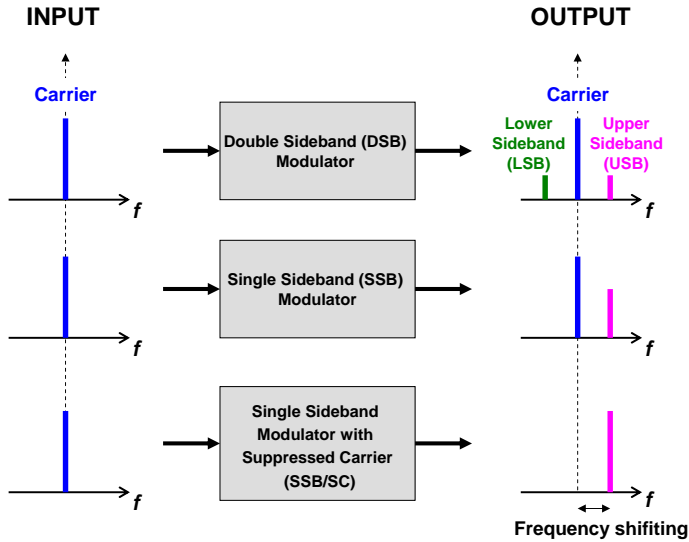 INPUT
OUTPUT
Carrier
Double Sideband (DSB)
Modulator
Carrier
Lower
Sideband
(LSB)
Upper
Sideband
(USB)
f
f
Single Sideband (SSB)
Modulator
f
f
Single Sideband
Modulator with
Suppressed Carrier
(SSB/SC)
f
f
Frequency shifiting